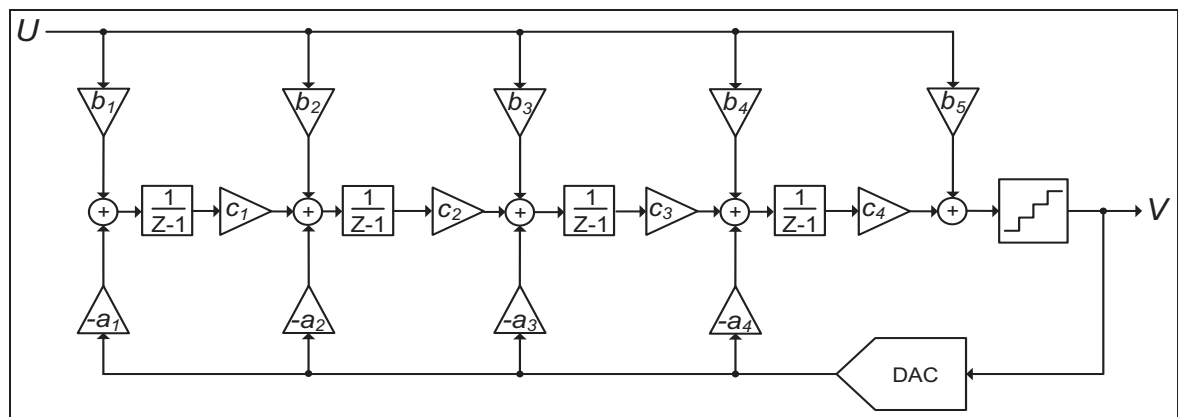 U
b1 b2 b3 b4 b5
+ 1/Z-1 c1 + 1/Z-1 c2 + 1/Z-1 c3 + 1/Z-1 c4 + V
-a1 -a2 -a3 -a4
DAC